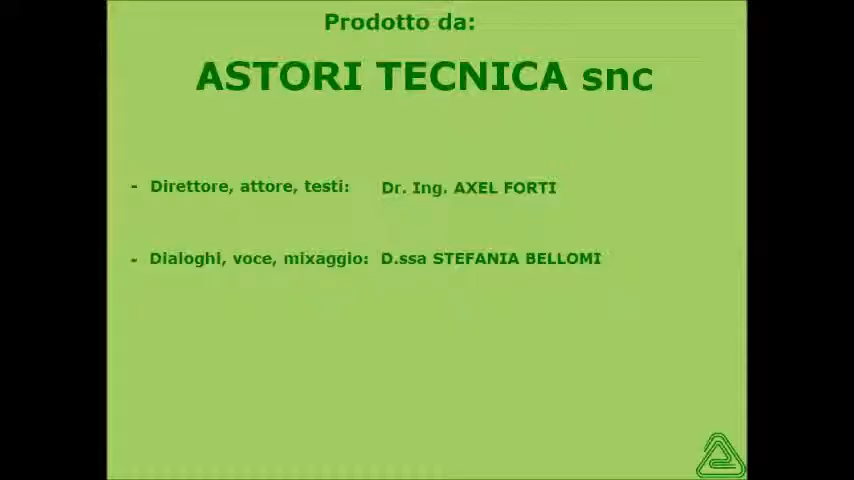 Prodotto da:
ASTORI TECNICA snc
- Direttore, attore, testi: Dr. Ing. AXEL FORTI
- Dialoghi, voce, mixaggio: D.ssa STEFANIA BELLOMI